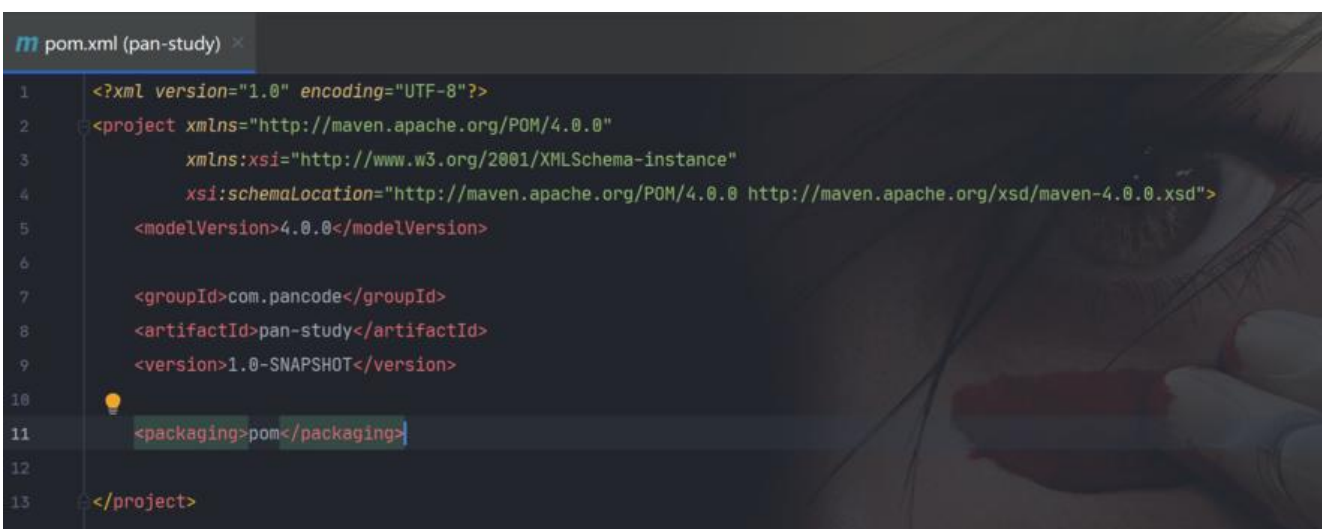 m pom.xml (pan-study) ×
1 <?xml version="1.0" encoding="UTF-8"?>
2 <project xmlns="http://maven.apache.org/POM/4.0.0"
3 xmlns:xsi="http://www.w3.org/2001/XMLSchema-instance"
4 xsi:schemaLocation="http://maven.apache.org/POM/4.0.0 http://maven.apache.org/xsd/maven-4.0.0.xsd">
5 <modelVersion>4.0.0</modelVersion>
6
7 <groupId>com.pancode</groupId>
8 <artifactId>pan-study</artifactId>
9 <version>1.0-SNAPSHOT</version>
10
11 <packaging>pom</packaging>
12
13 </project>